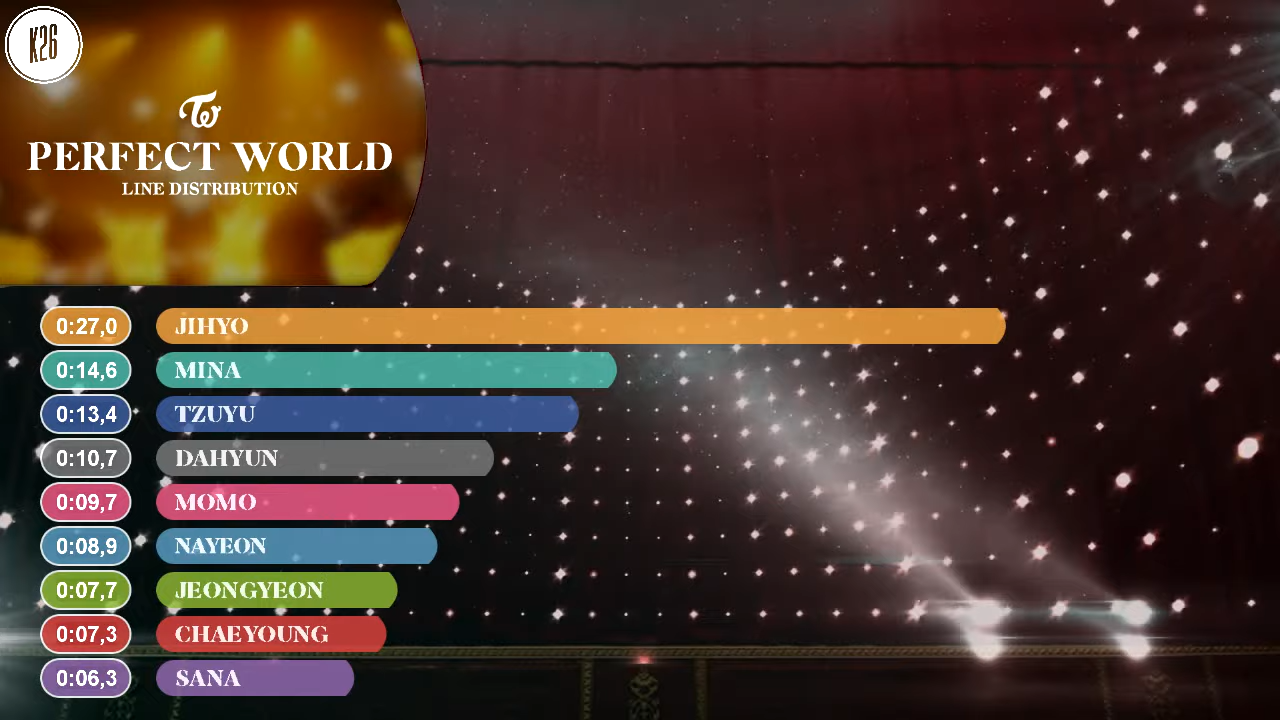 K26
TW
PERFECT WORLD
LINE DISTRIBUTION
0:27,0 JIHYO
0:14,6 MINA
0:13,4 TZUYU
0:10,7 DAHYUN
0:09,7 MOMO
0:08,9 NAYEON
0:07,7 JEONGYEON
0:07,3 CHAEYOUNG
0:06,3 SANA